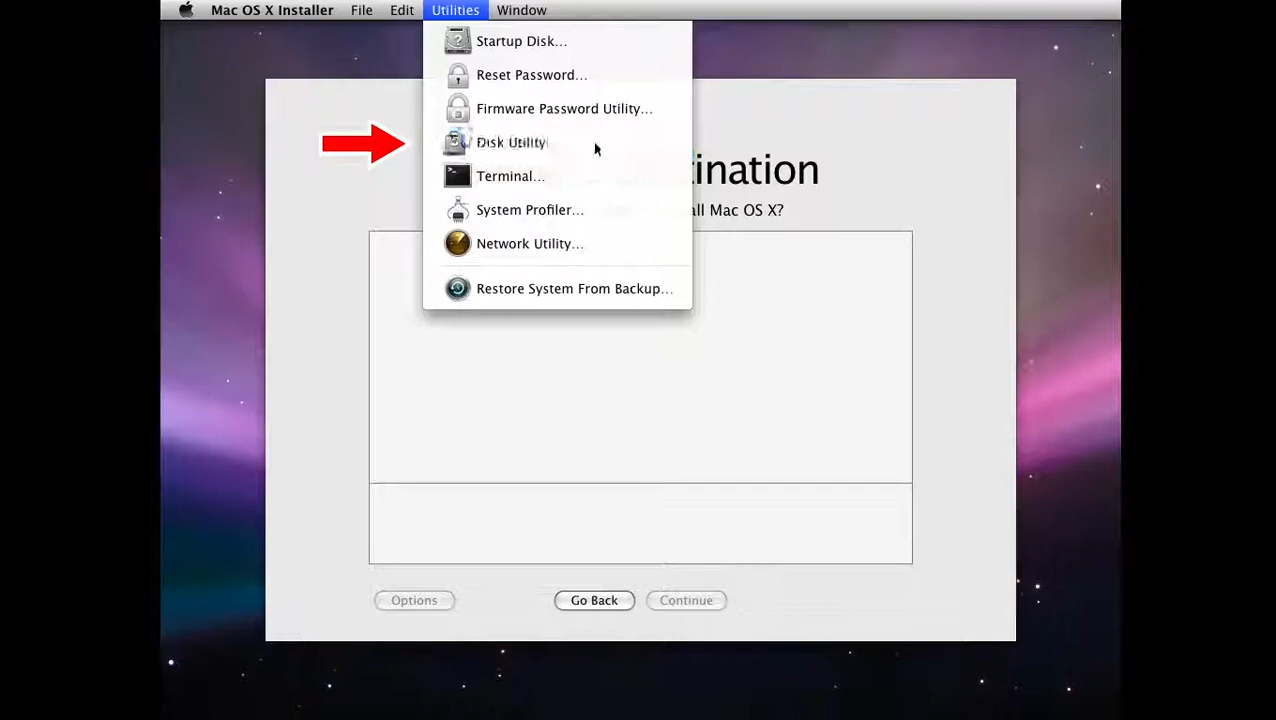 Mac OS X Installer File Edit Utilities Window
Startup Disk...
Reset Password...
Firmware Password Utility...
Disk Utility
Terminal...
System Profiler...
Network Utility...
Restore System From Backup...
tination
all Mac OS X?
Options Go Back Continue